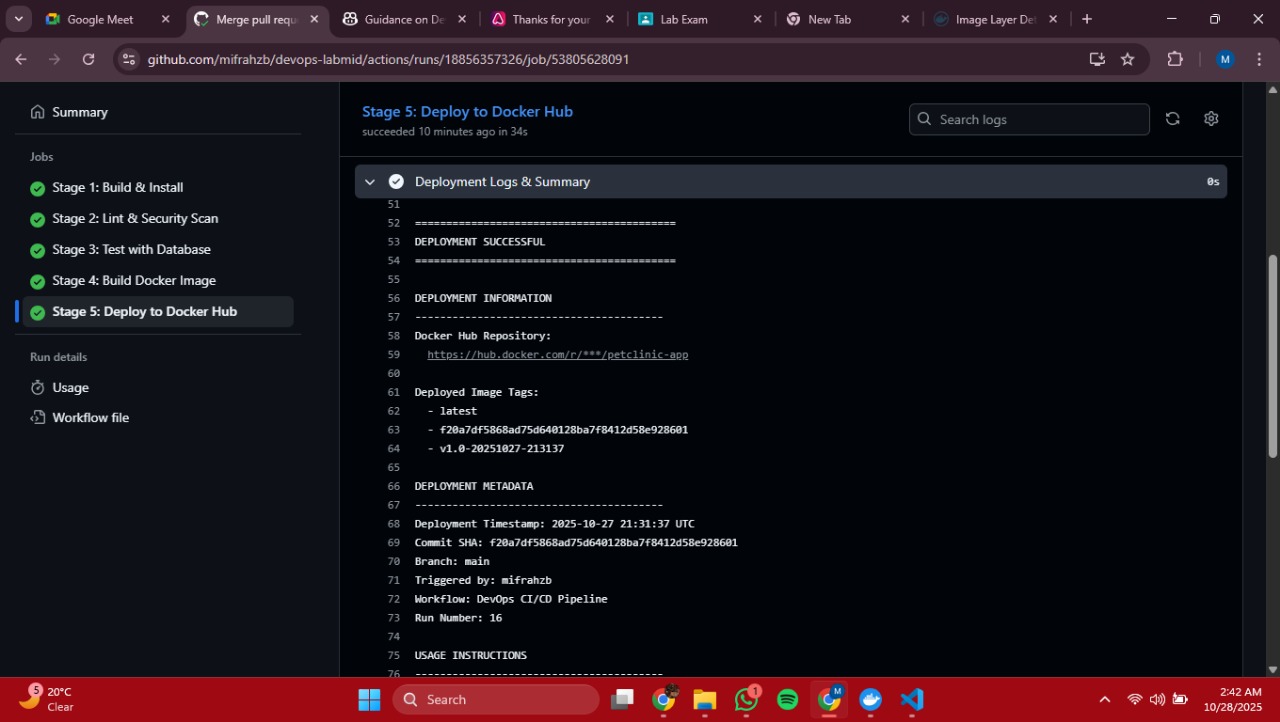 Google Meet
Merge pull requ
Guidance on De
Thanks for your
Lab Exam
New Tab
Image Layer Det
github.com/mifrahzb/devops-labmid/actions/runs/18856357326/job/53805628091
M
Summary
Jobs
Stage 1: Build & Install
Stage 2: Lint & Security Scan
Stage 3: Test with Database
Stage 4: Build Docker Image
Stage 5: Deploy to Docker Hub
Run details
Usage
Workflow file
Stage 5: Deploy to Docker Hub
succeeded 10 minutes ago in 34s
Search logs
Deployment Logs & Summary
0s
51
52 ==========================================
53 DEPLOYMENT SUCCESSFUL
54 ==========================================
55
56 DEPLOYMENT INFORMATION
57 ----------------------------------------
58 Docker Hub Repository:
59 https://hub.docker.com/r/***/petclinic-app
60
61 Deployed Image Tags:
62 - latest
63 - f20a7df5868ad75d640128ba7f8412d58e928601
64 - v1.0-20251027-213137
65
66 DEPLOYMENT METADATA
67 ----------------------------------------
68 Deployment Timestamp: 2025-10-27 21:31:37 UTC
69 Commit SHA: f20a7df5868ad75d640128ba7f8412d58e928601
70 Branch: main
71 Triggered by: mifrahzb
72 Workflow: DevOps CI/CD Pipeline
73 Run Number: 16
74
75 USAGE INSTRUCTIONS
76 ----------------------------------------
5
20°C
Clear
Search
M
1
2:42 AM
10/28/2025